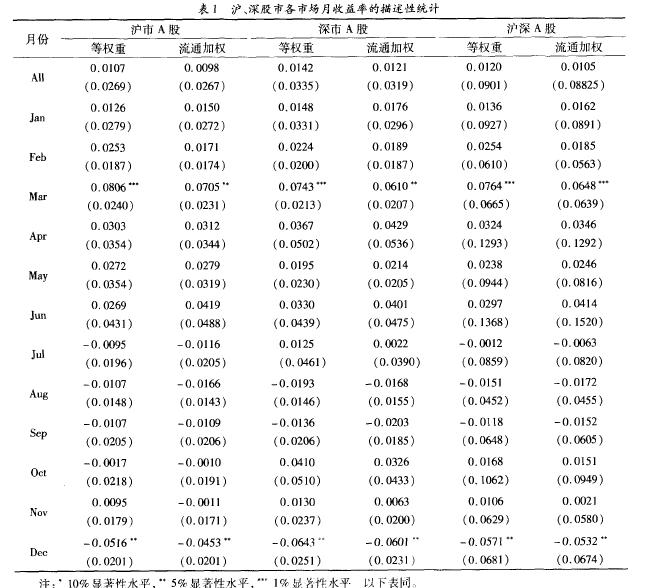 表1 沪、深股市各市场月收益率的描述性统计
月份 沪市A股 深市A股 沪深A股
等权重 流通加权 等权重 流通加权 等权重 流通加权
All 0.0107 0.0098 0.0142 0.0121 0.0120 0.0105
(0.0269) (0.0267) (0.0335) (0.0319) (0.0901) (0.08825)
Jan 0.0126 0.0150 0.0148 0.0176 0.0136 0.0162
(0.0279) (0.0272) (0.0331) (0.0296) (0.0927) (0.0891)
Feb 0.0253 0.0171 0.0224 0.0189 0.0254 0.0185
(0.0187) (0.0174) (0.0200) (0.0187) (0.0610) (0.0563)
Mar 0.0806*** 0.0705** 0.0743*** 0.0610** 0.0764*** 0.0648***
(0.0240) (0.0231) (0.0213) (0.0207) (0.0665) (0.0639)
Apr 0.0303 0.0312 0.0367 0.0429 0.0324 0.0346
(0.0354) (0.0344) (0.0502) (0.0536) (0.1293) (0.1292)
May 0.0272 0.0279 0.0195 0.0214 0.0238 0.0246
(0.0354) (0.0319) (0.0230) (0.0205) (0.0944) (0.0816)
Jun 0.0269 0.0419 0.0330 0.0401 0.0297 0.0414
(0.0431) (0.0488) (0.0439) (0.0475) (0.1368) (0.1520)
Jul -0.0095 -0.0116 0.0125 0.0022 -0.0012 -0.0063
(0.0196) (0.0205) (0.0461) (0.0390) (0.0859) (0.0820)
Aug -0.0107 -0.0166 -0.0193 -0.0168 -0.0151 -0.0172
(0.0148) (0.0143) (0.0146) (0.0155) (0.0452) (0.0455)
Sep -0.0107 -0.0109 -0.0136 -0.0203 -0.0118 -0.0152
(0.0205) (0.0206) (0.0206) (0.0185) (0.0648) (0.0605)
Oct -0.0017 -0.0010 0.0410 0.0326 0.0168 0.0151
(0.0218) (0.0191) (0.0510) (0.0433) (0.1062) (0.0949)
Nov 0.0095 -0.0011 0.0130 0.0063 0.0106 0.0021
(0.0179) (0.0171) (0.0237) (0.0200) (0.0629) (0.0580)
Dec -0.0516** -0.0453** -0.0643** -0.0601** -0.0571** -0.0532**
(0.0201) (0.0201) (0.0251) (0.0231) (0.0681) (0.0674)
注:* 10%显著性水平,** 5%显著性水平,*** 1%显著性水平 以下表同。